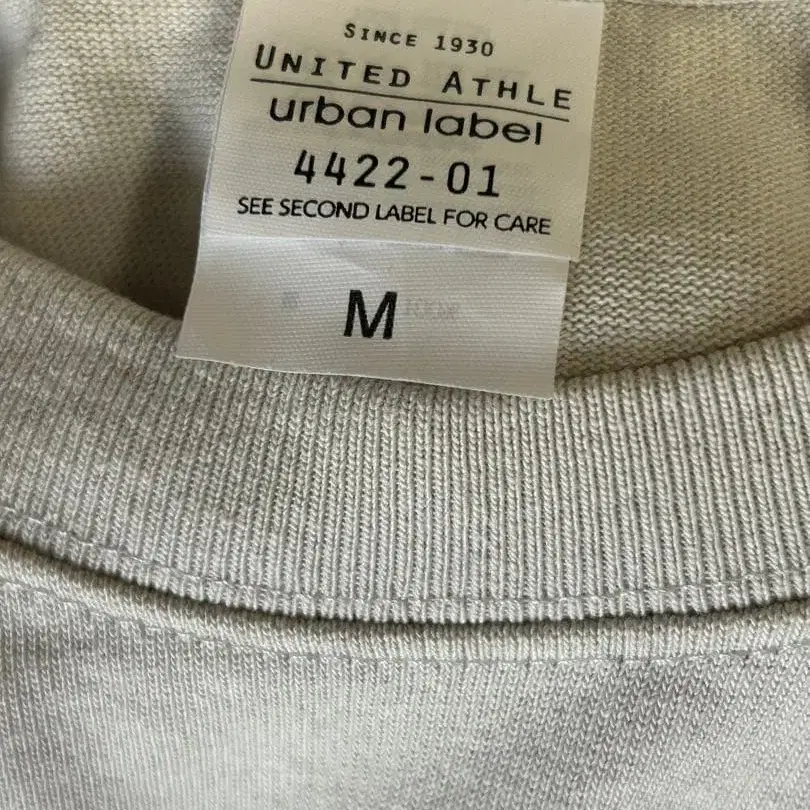 SINCE 1930
UNITED ATHLE
urban label
4422-01
SEE SECOND LABEL FOR CARE
M